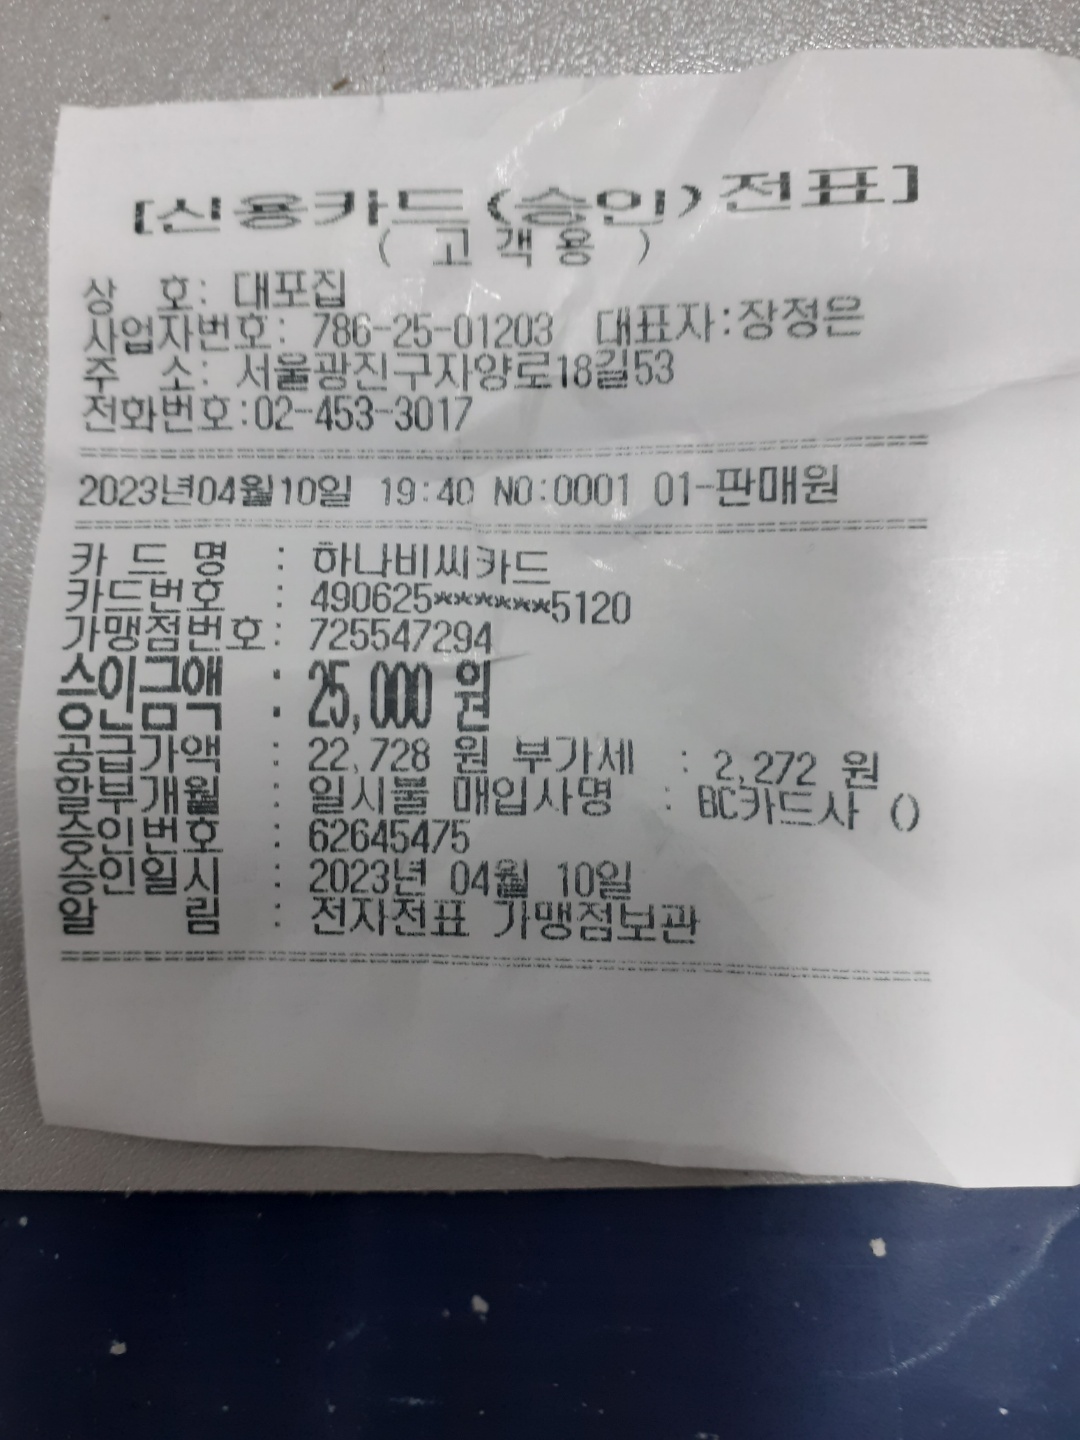 [신용카드(승인)전표]
( 고 객 용 )
상 호: 대포집
사업자번호: 786-25-01203 대표자:장정은
주 소: 서울광진구자양로18길53
전화번호:02-453-3017
2023년04월10일 19:40 NO:0001 01-판매원
카 드 명 : 하나비씨카드
카드번호 : 490625******5120
가맹점번호: 725547294
승인금액 : 25,000 원
공급가액 : 22,728 원 부가세 : 2,272 원
할부개월 : 일시불 매입사명 : BC카드사 ()
승인번호 : 62645475
승인일시 : 2023년 04월 10일
알 림 : 전자전표 가맹점보관